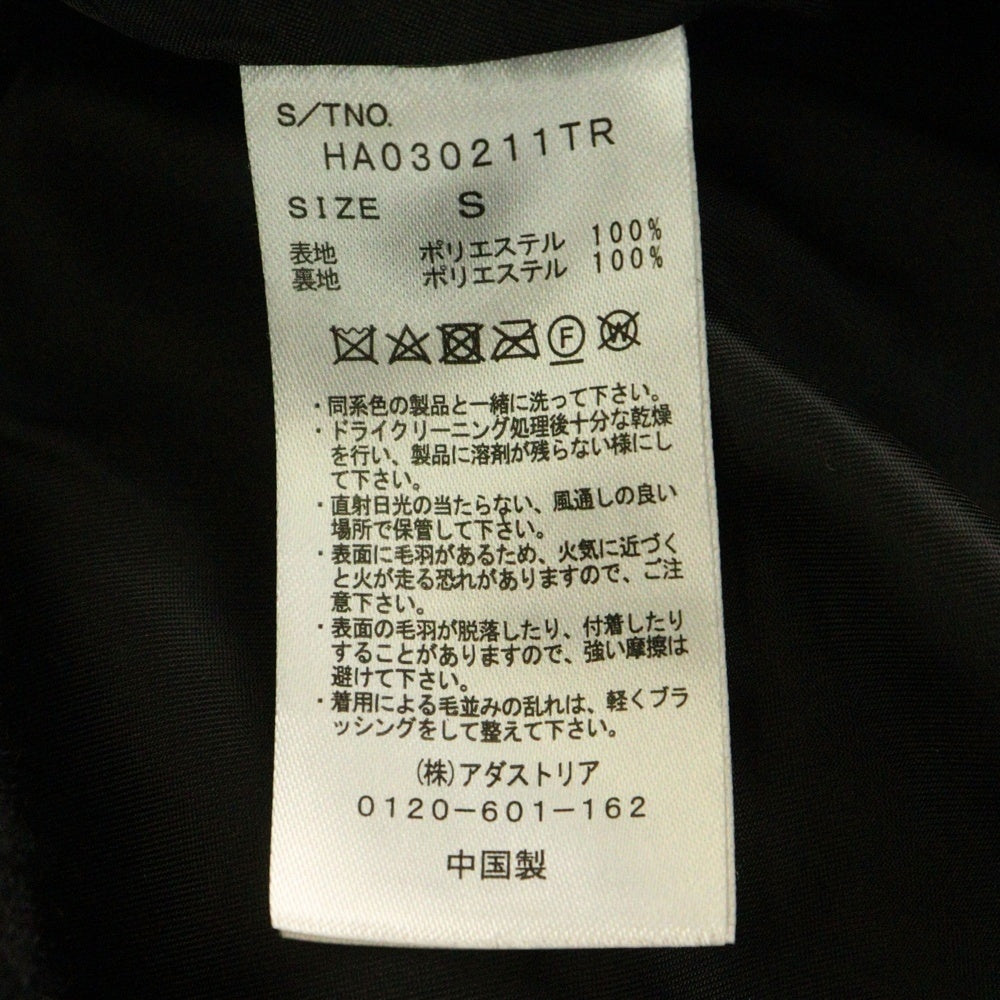 S/TNO.
HA030211TR
SIZE S
表地 ポリエステル 100%
裏地 ポリエステル 100%
F W
・同系色の製品と一緒に洗って下さい。
・ドライクリーニング処理後十分な乾燥
を行い、製品に溶剤が残らない様にし
て下さい。
・直射日光の当たらない、風通しの良い
場所で保管して下さい。
・表面に毛羽があるため、火気に近づく
と火が走る恐れがありますので、ご注
意下さい。
・表面の毛羽が脱落したり、付着したり
することがありますので、強い摩擦は
避けて下さい。
・着用による毛並みの乱れは、軽くブラ
ッシングをして整えて下さい。
(株)アダストリア
0120-601-162
中国製